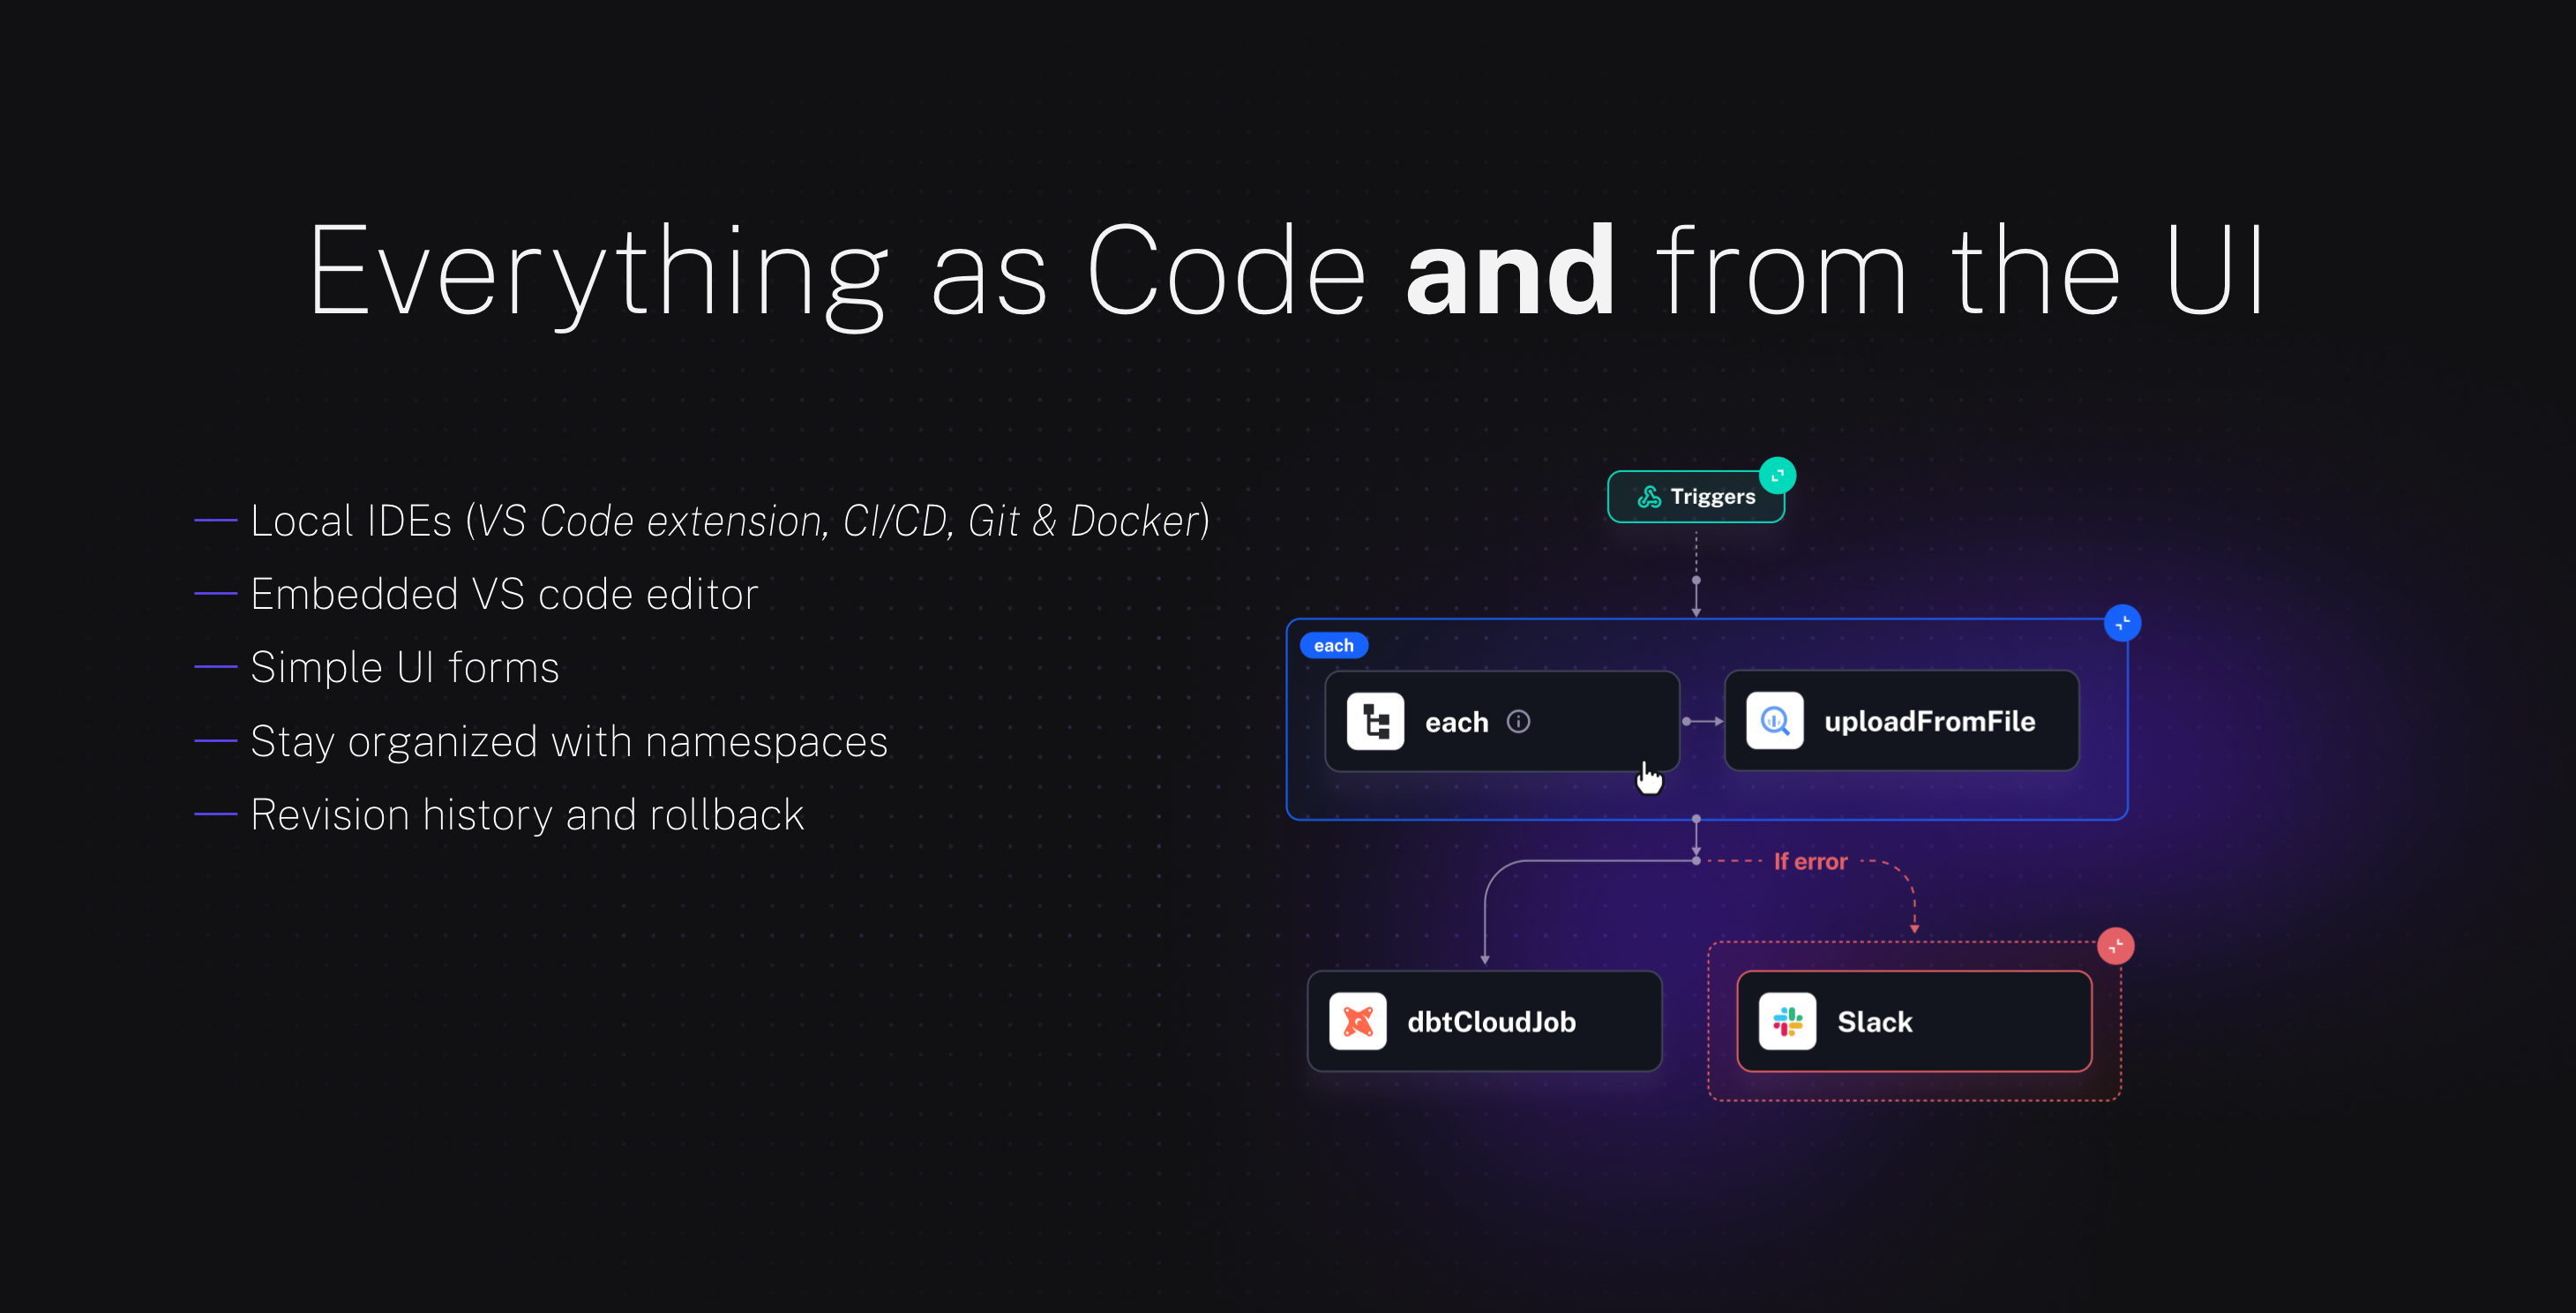 Everything as Code and from the UI
Local IDEs (VS Code extension, CI/CD, Git & Docker)
Embedded VS code editor
Simple UI forms
Stay organized with namespaces
Revision history and rollback
Triggers
each
each
uploadFromFile
If error
dbtCloudJob
Slack